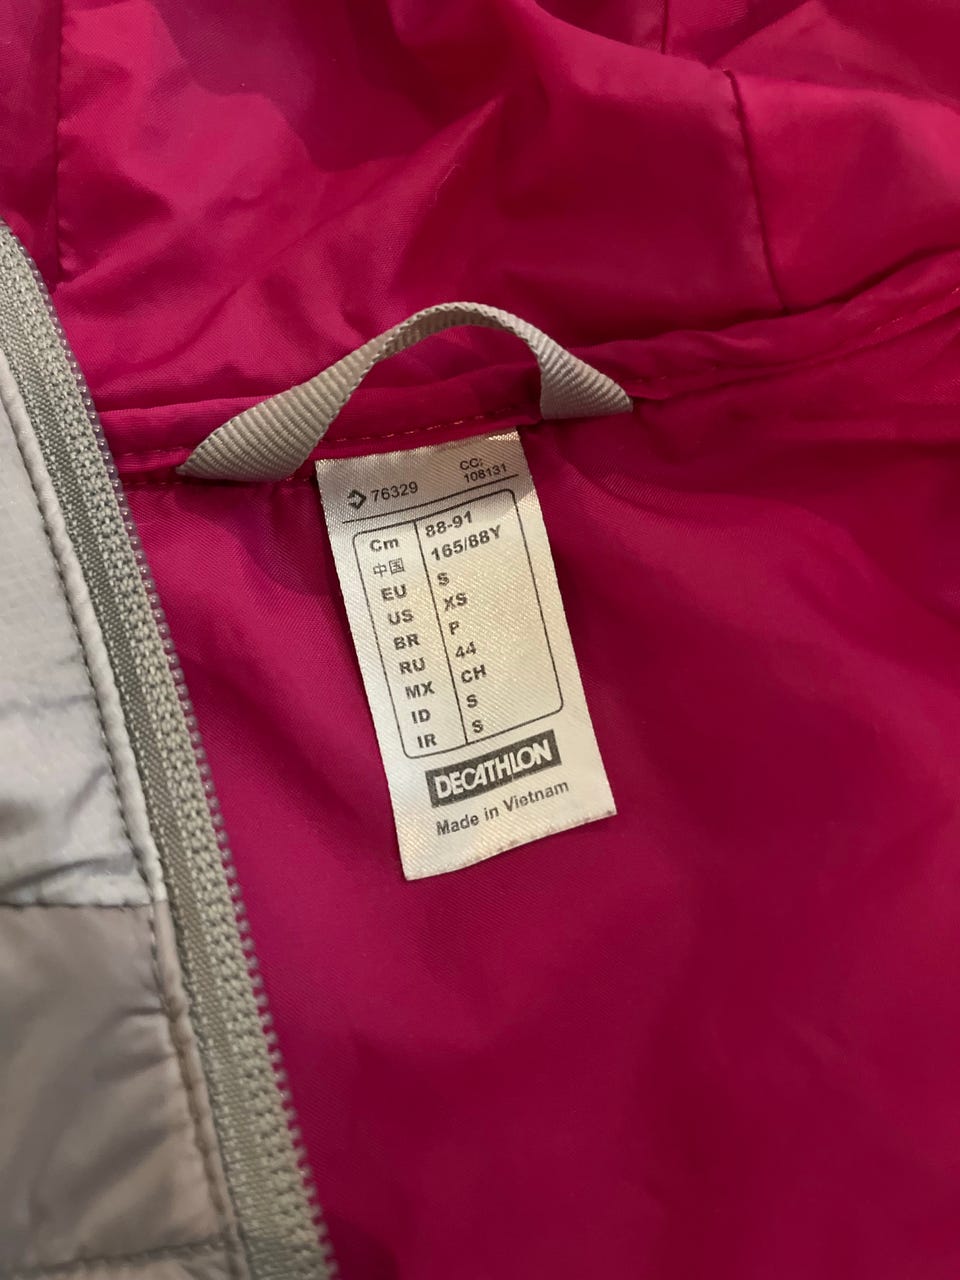 76329 CC:
108131
Cm 88-91
中国 165/88Y
EU S
US XS
BR P
RU 44
MX CH
ID S
IR S
DECATHLON
Made in Vietnam